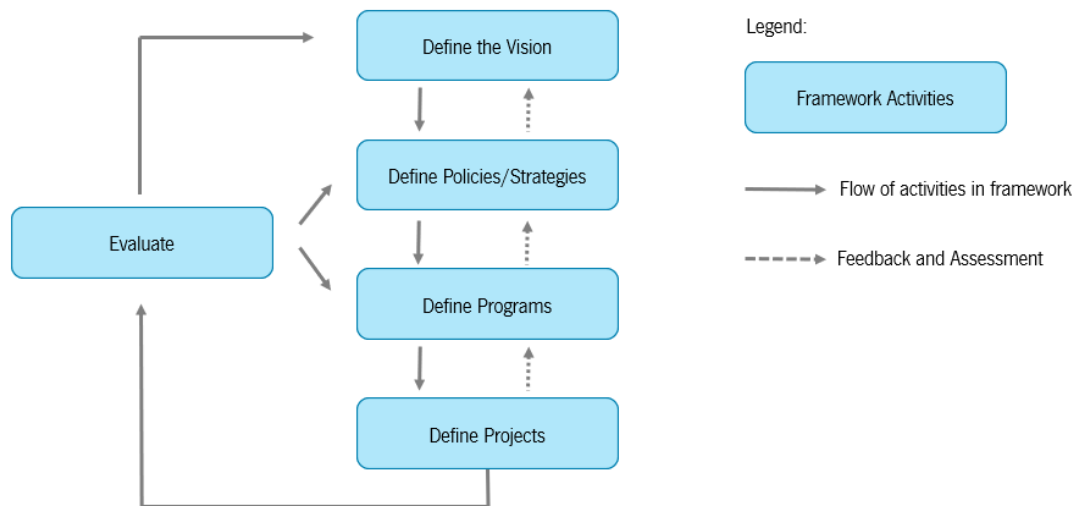 Define the Vision
Legend:
Framework Activities
Define Policies/Strategies
Flow of activities in framework
Evaluate
Feedback and Assessment
Define Programs
Define Projects